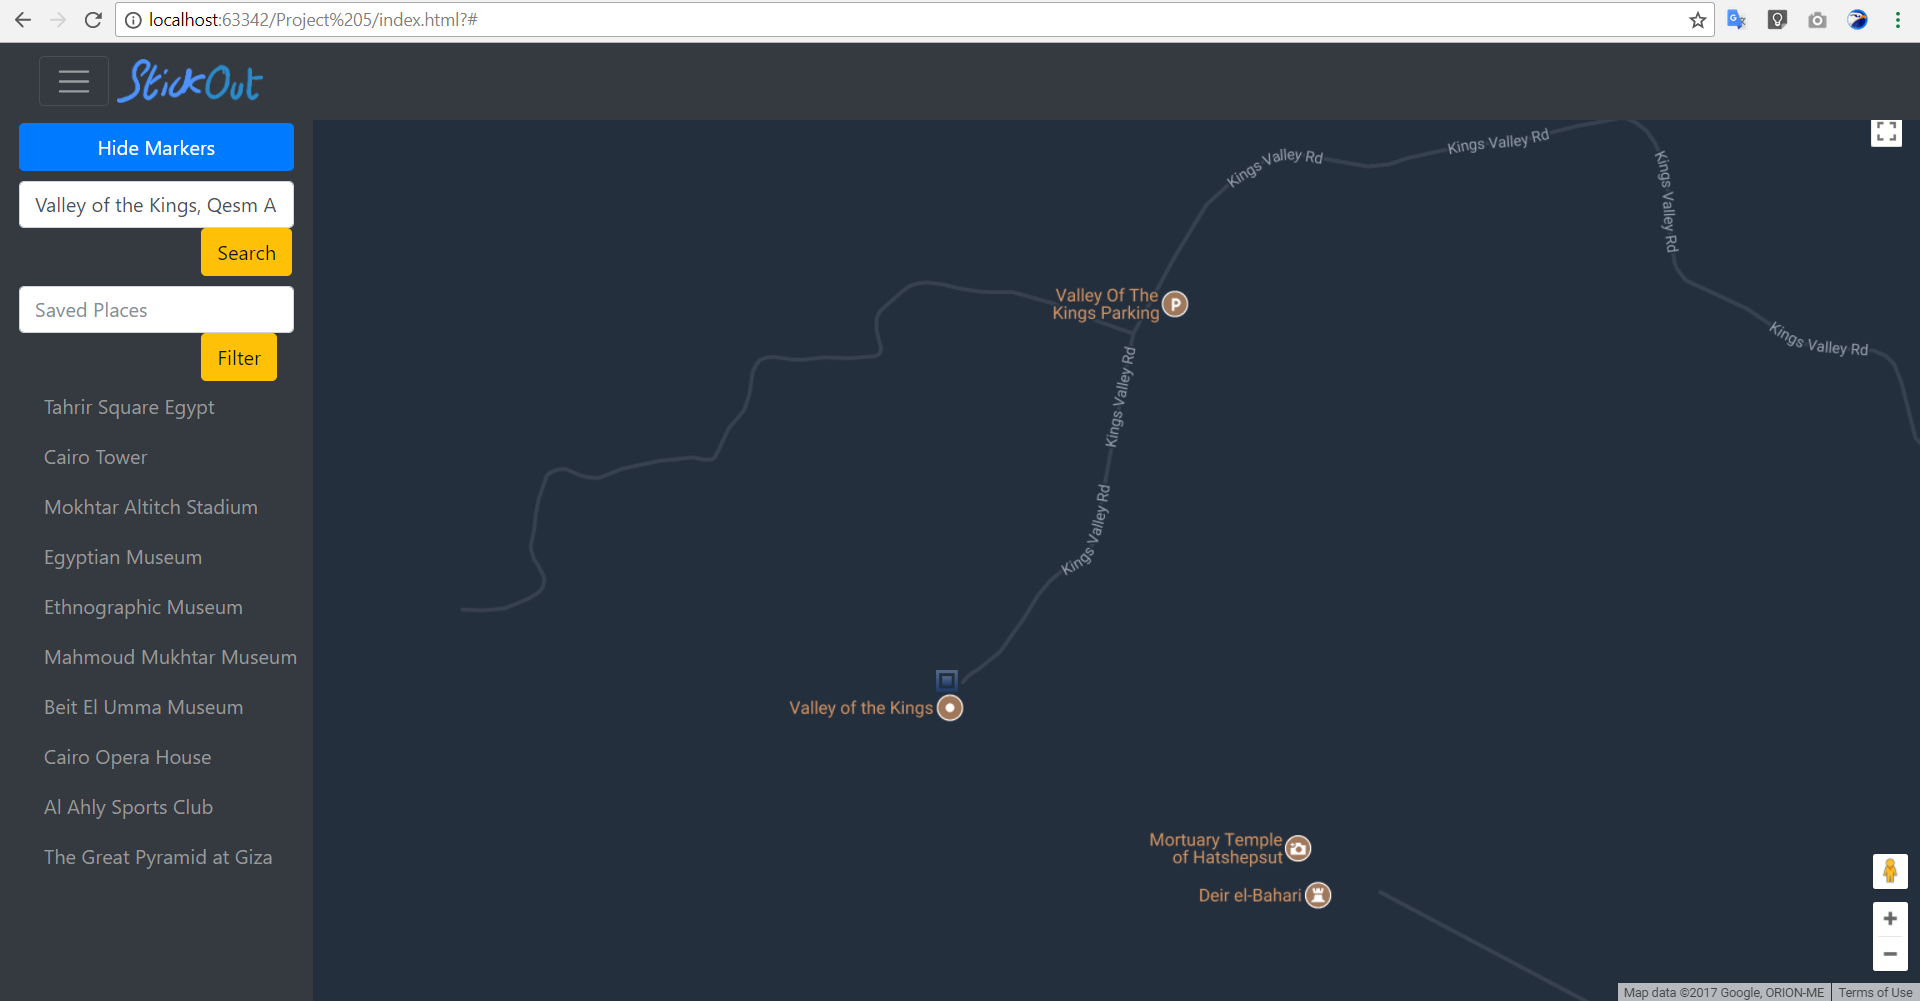 localhost:63342/Project%205/index.html?#
StickOut
Hide Markers
Valley of the Kings, Qesm A
Search
Saved Places
Filter
Tahrir Square Egypt
Cairo Tower
Mokhtar Altitch Stadium
Egyptian Museum
Ethnographic Museum
Mahmoud Mukhtar Museum
Beit El Umma Museum
Cairo Opera House
Al Ahly Sports Club
The Great Pyramid at Giza
Kings Valley Rd
Kings Valley Rd
Kings Valley Rd
Kings Valley Rd
Valley Of The
Kings Parking
P
Kings Valley Rd
Kings Valley Rd
Valley of the Kings
Mortuary Temple
of Hatshepsut
Deir el-Bahari
Map data ©2017 Google, ORION-ME
Terms of Use